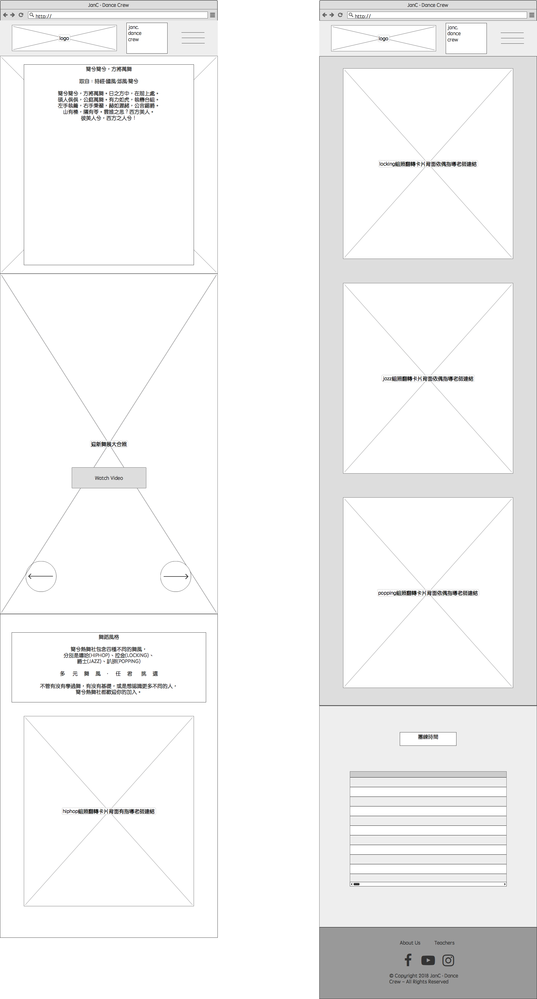 JanC · Dance Crew
http://
logo
janc.
dance
crew
簡兮簡兮，方將萬舞
取自：詩經·國風·邶風·簡兮
簡兮簡兮，方將萬舞。日之方中，在前上處。
碩人俁俁，公庭萬舞。有力如虎，執轡台組。
左手執籥，右手秉翟，赫如渥赭，公言錫爵。
山有榛，隰有苓。雲誰之思？西方美人。
彼美人兮，西方之人兮！
迎新舞展大合照
Watch Video
舞蹈風格
簡兮熱舞社包含四種不同的舞風，
分別是嘻哈(HIPHOP)、拉金(LOCKING)、
爵士(JAZZ)、趴拼(POPPING)
多 元 舞 風 · 任 君 挑 選
不管有沒有學過舞，有沒有基礎，或是想認識更多不同的人，
簡兮熱舞社都歡迎你的加入。
hiphop組照翻轉卡片背面有指導老師連結
JanC · Dance Crew
http://
logo
janc.
dance
crew
locking組照翻轉卡片背面依偶指導老師連結
jazz組照翻轉卡片背面依偶指導老師連結
popping組照翻轉卡片背面依偶指導老師連結
團練時間
About Us Teachers
© Copyright 2018 JanC · Dance
Crew – All Rights Reserved